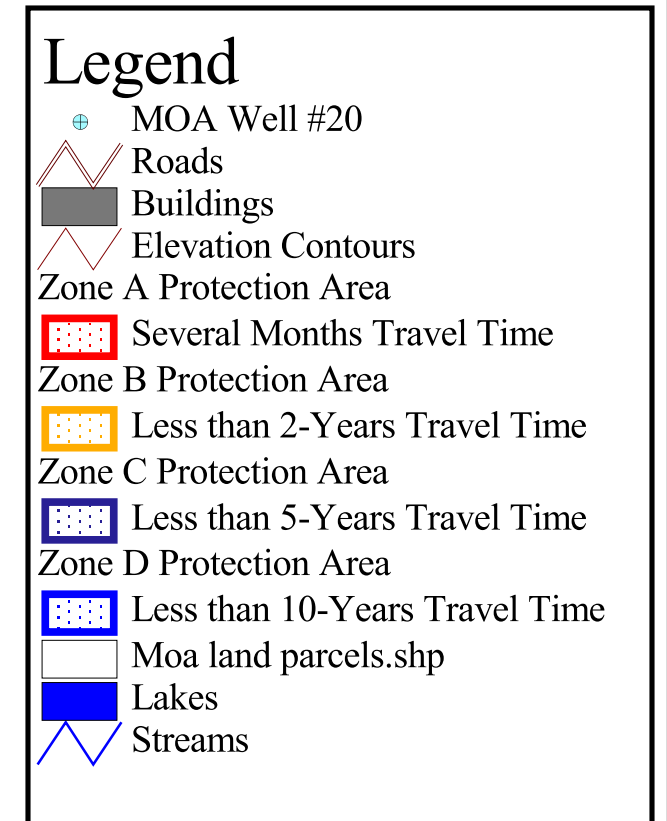 Legend
MOA Well #20
Roads
Buildings
Elevation Contours
Zone A Protection Area
Several Months Travel Time
Zone B Protection Area
Less than 2-Years Travel Time
Zone C Protection Area
Less than 5-Years Travel Time
Zone D Protection Area
Less than 10-Years Travel Time
Moa land parcels.shp
Lakes
Streams